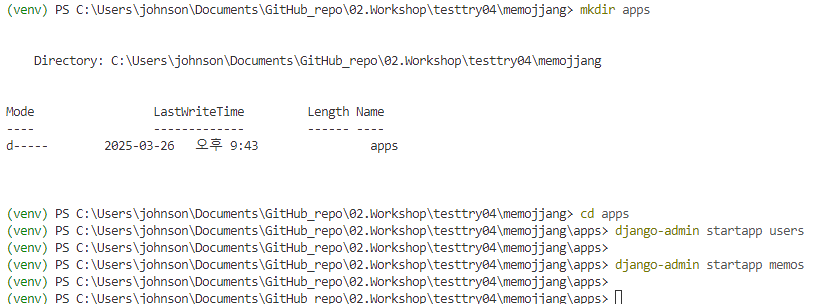 (venv) PS C:\Users\johnson\Documents\GitHub_repo\02.Workshop\testtry04\memojjang> mkdir apps
Directory: C:\Users\johnson\Documents\GitHub_repo\02.Workshop\testtry04\memojjang
Mode                 LastWriteTime         Length Name
----                 -------------         ------ ----
d-----        2025-03-26   오후 9:43                apps
(venv) PS C:\Users\johnson\Documents\GitHub_repo\02.Workshop\testtry04\memojjang> cd apps
(venv) PS C:\Users\johnson\Documents\GitHub_repo\02.Workshop\testtry04\memojjang\apps> django-admin startapp users
(venv) PS C:\Users\johnson\Documents\GitHub_repo\02.Workshop\testtry04\memojjang\apps>
(venv) PS C:\Users\johnson\Documents\GitHub_repo\02.Workshop\testtry04\memojjang\apps> django-admin startapp memos
(venv) PS C:\Users\johnson\Documents\GitHub_repo\02.Workshop\testtry04\memojjang\apps>
(venv) PS C:\Users\johnson\Documents\GitHub_repo\02.Workshop\testtry04\memojjang\apps>